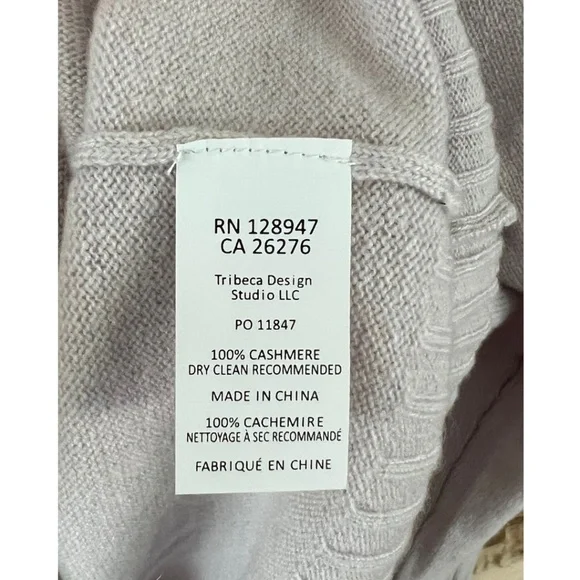 RN 128947
CA 26276
Tribeca Design
Studio LLC
PO 11847
100% CASHMERE
DRY CLEAN RECOMMENDED
MADE IN CHINA
100% CACHEMIRE
NETTOYAGE À SEC RECOMMANDÉ
FABRIQUÉ EN CHINE